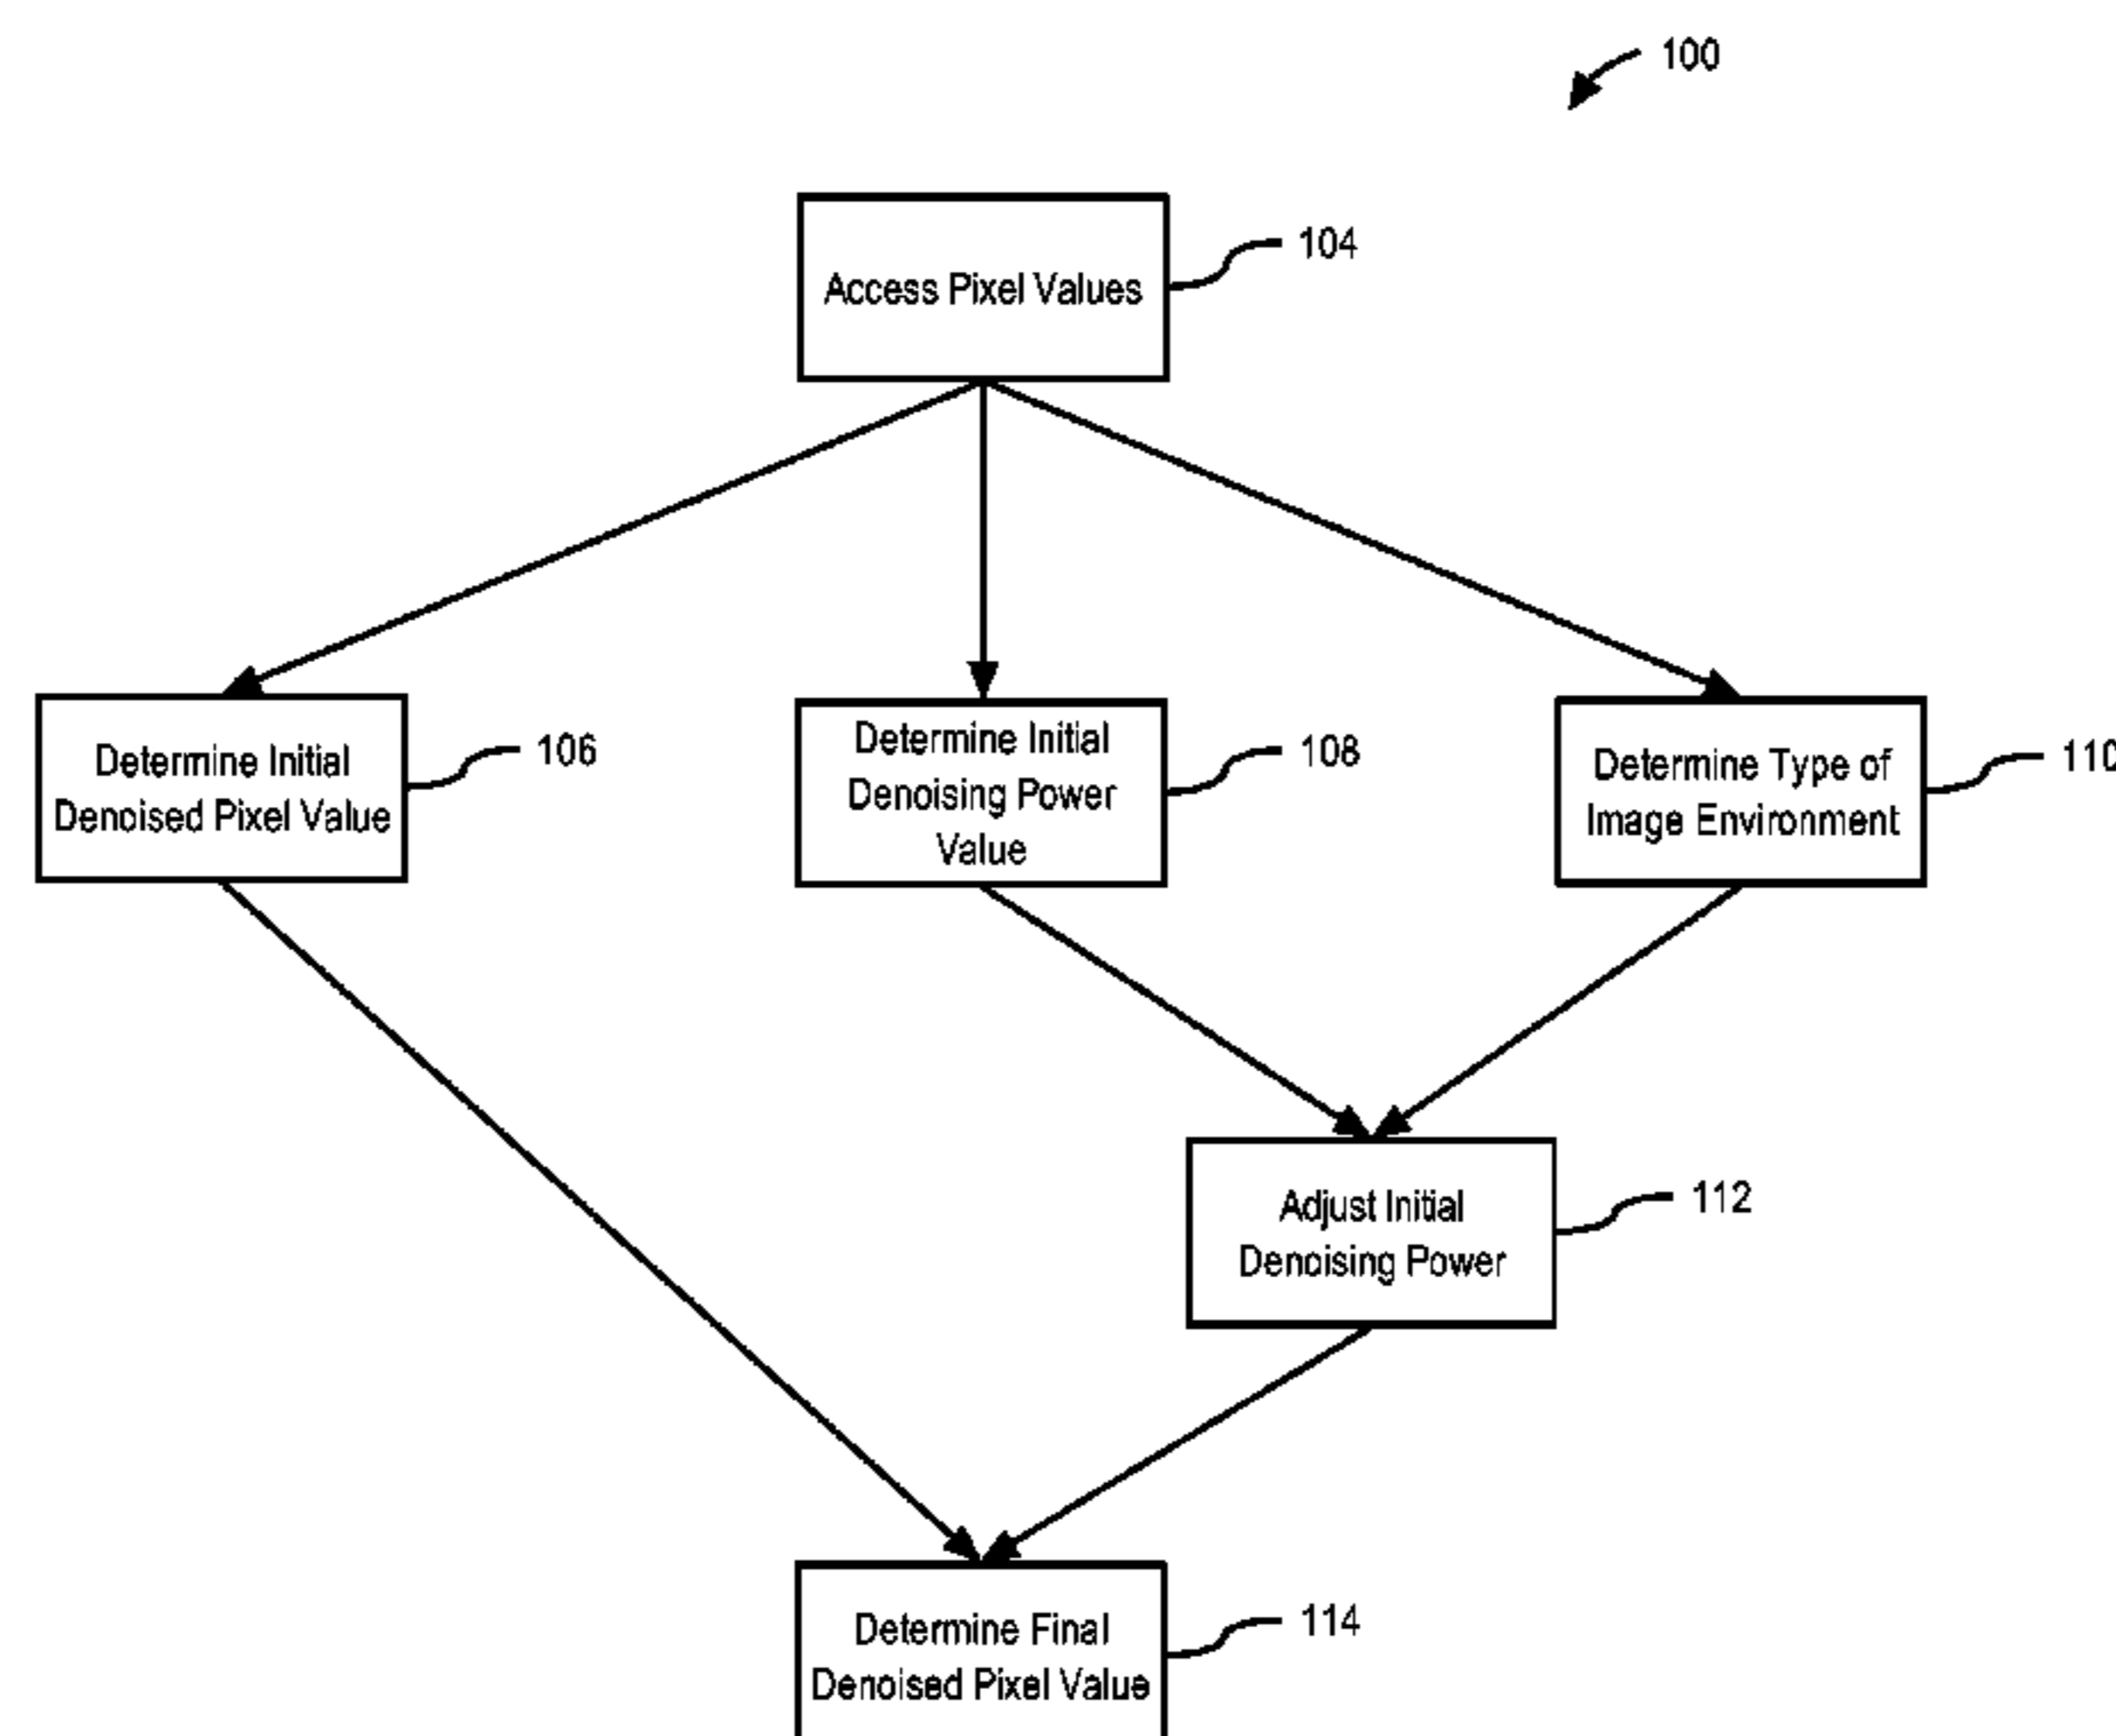 100
Access Pixel Values
104
Determine Initial
Denoised Pixel Value
106
Determine Initial
Denoising Power
Value
108
Determine Type of
Image Environment
110
Adjust Initial
Denoising Power
112
Determine Final
Denoised Pixel Value
114